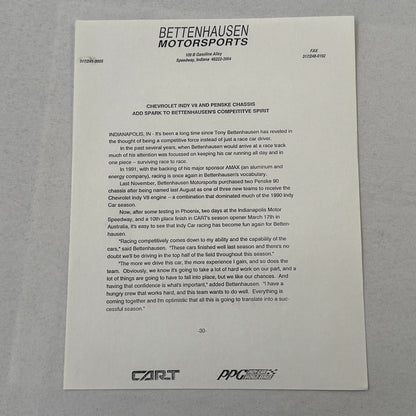 BETTENHAUSEN
MOTORSPORTS
109 B Gasoline Alley
Speedway, Indiana 46222-3964
FAX
CHEVROLET INDY V8 AND PENSKE CHASSIS
ADD SPARK TO BETTENHAUSEN'S COMPETITIVE SPIRIT
INDIANAPOLIS, IN - It's been a long time since Tony Bettenhausen has reveled in
the thought of being a competitive force instead of just a race car driver.
In the past several years, when Bettenhausen would arrive at a race track
much of his attention was focussed on keeping his car running all day and in
one piece -- surviving race to race.
In 1991, with the backing of his major sponsor AMAX (an aluminum and
energy company), racing is once again in Bettenhausen's vocabulary.
Last November, Bettenhausen Motorsports purchased two Penske 90
chassis after being named last August as one of three new teams to receive the
Chevrolet Indy V8 engine -- a combination that dominated much of the 1990 Indy
Car season.
Now, after some testing in Phoenix, two days at the Indianapolis Motor
Speedway, and a 10th place finish in CART's season opener March 17th in
Australia, it's easy to see that Indy Car racing has become fun again for Betten-
hausen.
"Racing competitively comes down to my ability and the capability of the
cars," said Bettenhausen. "These cars finished well last season and there's no
doubt we'll be driving in the top half of the field throughout this season."
"The more we drive this car, the more experience I gain, and so does the
team. Obviously, we know it's going to take a lot of hard work on our part, and a
lot of things are going to have to fall into place, but we like our chances. And
having that confidence is what's important," added Bettenhausen. "I have a
hungry crew that works hard, and this team wants to do well. Everything is
coming together and I'm optimistic that all this is going to translate into a suc-
cessful season."
-30-
CART
PPG